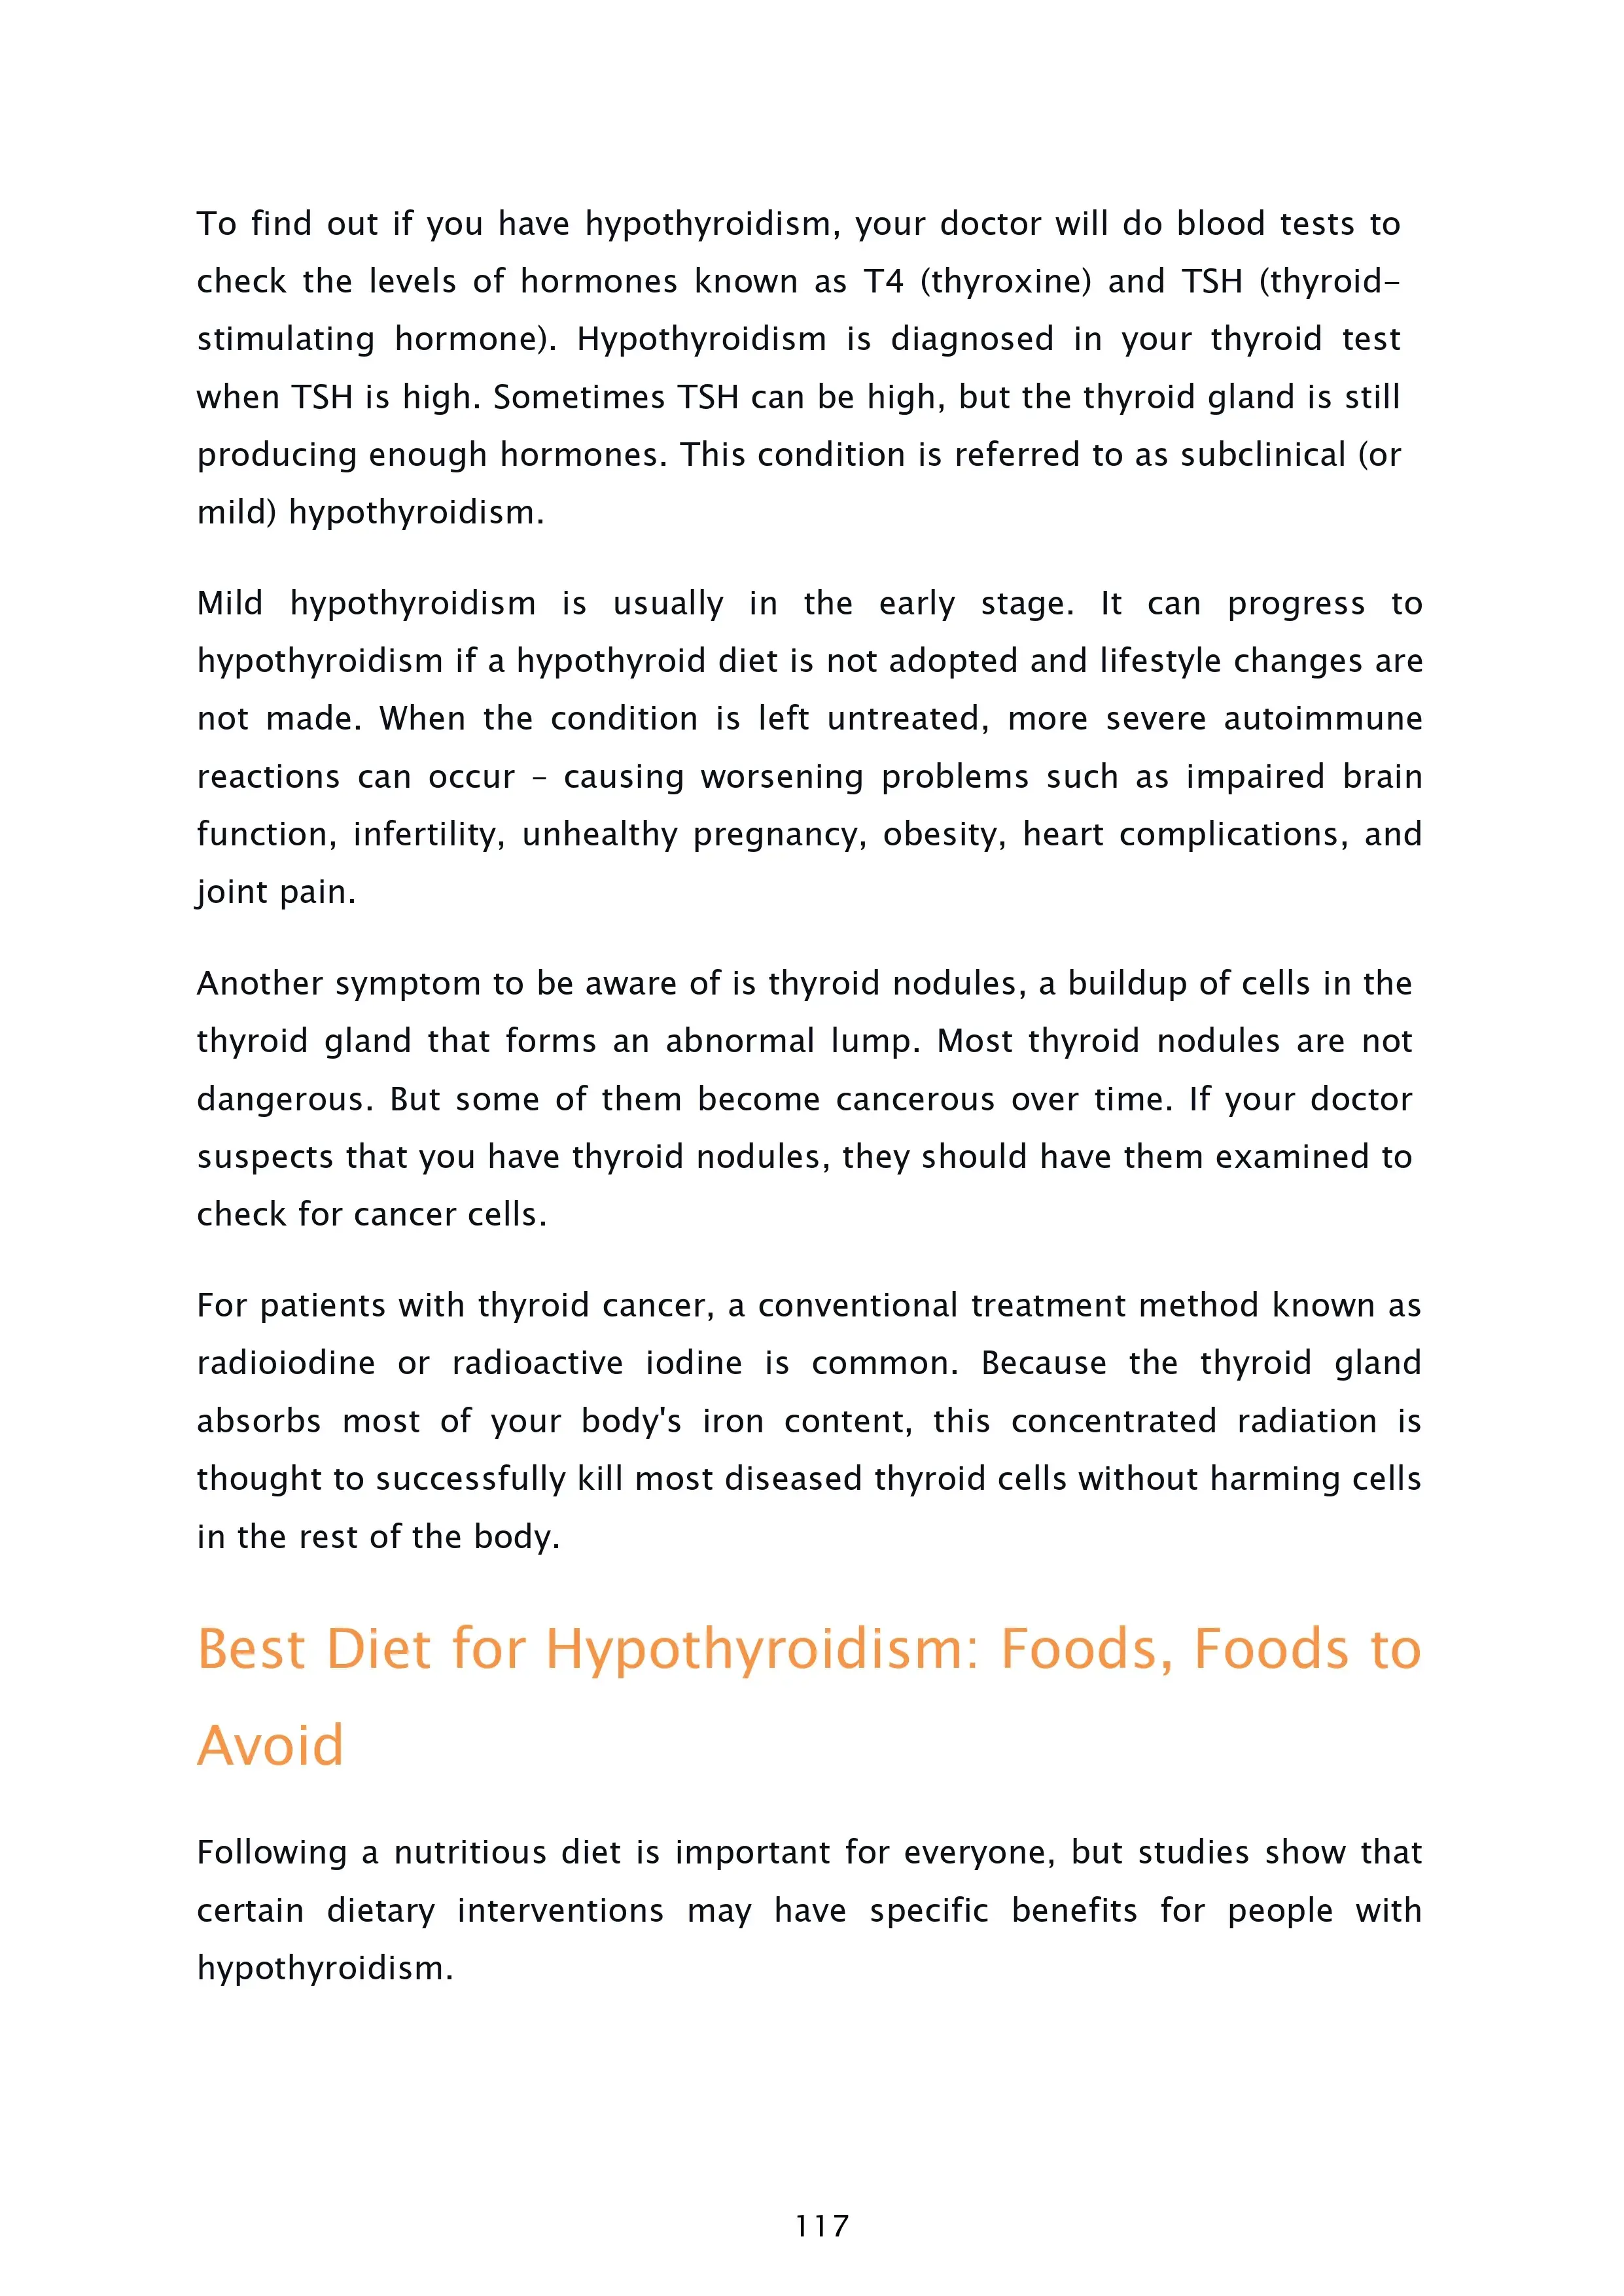 To find out if you have hypothyroidism, your doctor will do blood tests to
check the levels of hormones known as T4 (thyroxine) and TSH (thyroid-
stimulating hormone). Hypothyroidism is diagnosed in your thyroid test
when TSH is high. Sometimes TSH can be high, but the thyroid gland is still
producing enough hormones. This condition is referred to as subclinical (or
mild) hypothyroidism.
Mild hypothyroidism is usually in the early stage. It can progress to
hypothyroidism if a hypothyroid diet is not adopted and lifestyle changes are
not made. When the condition is left untreated, more severe autoimmune
reactions can occur – causing worsening problems such as impaired brain
function, infertility, unhealthy pregnancy, obesity, heart complications, and
joint pain.
Another symptom to be aware of is thyroid nodules, a buildup of cells in the
thyroid gland that forms an abnormal lump. Most thyroid nodules are not
dangerous. But some of them become cancerous over time. If your doctor
suspects that you have thyroid nodules, they should have them examined to
check for cancer cells.
For patients with thyroid cancer, a conventional treatment method known as
radioiodine or radioactive iodine is common. Because the thyroid gland
absorbs most of your body's iron content, this concentrated radiation is
thought to successfully kill most diseased thyroid cells without harming cells
in the rest of the body.
Best Diet for Hypothyroidism: Foods, Foods to
Avoid
Following a nutritious diet is important for everyone, but studies show that
certain dietary interventions may have specific benefits for people with
hypothyroidism.
117